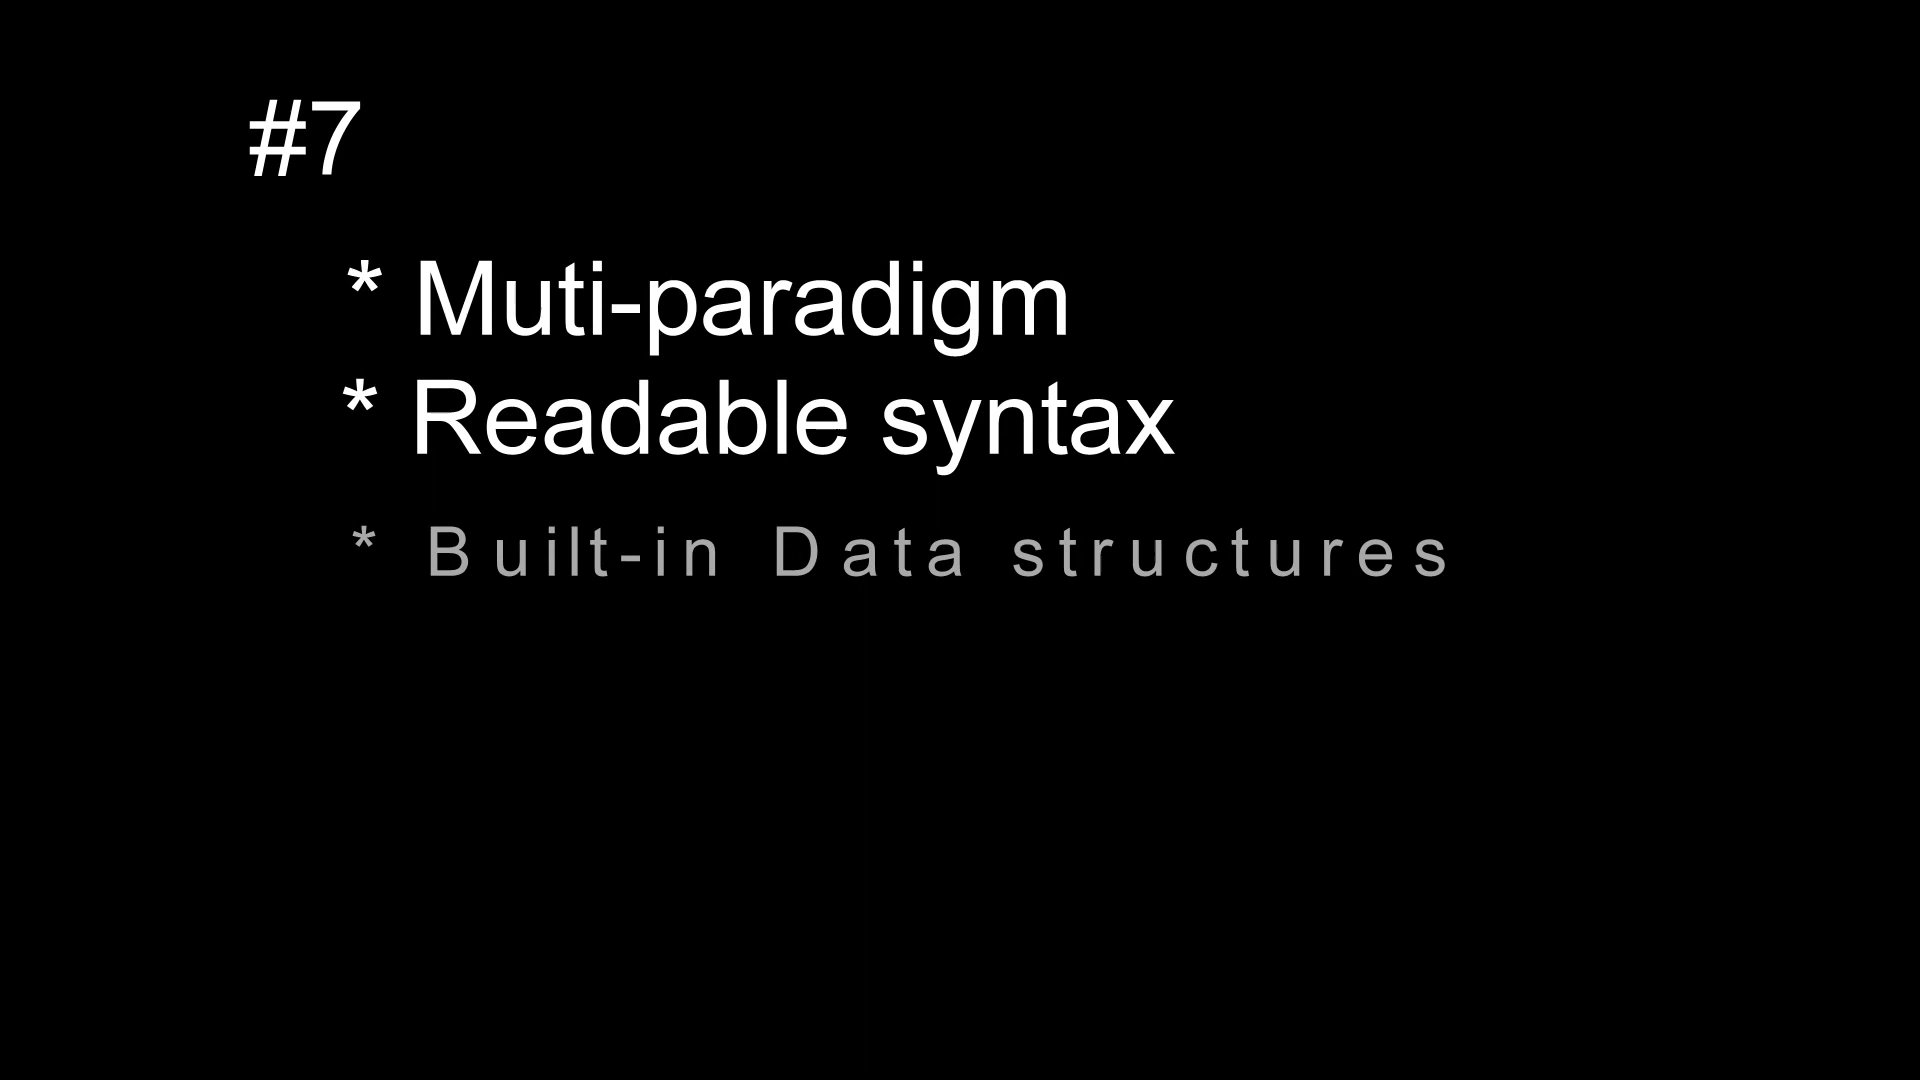 #7
* Muti-paradigm
* Readable syntax
* Built-in Data structures